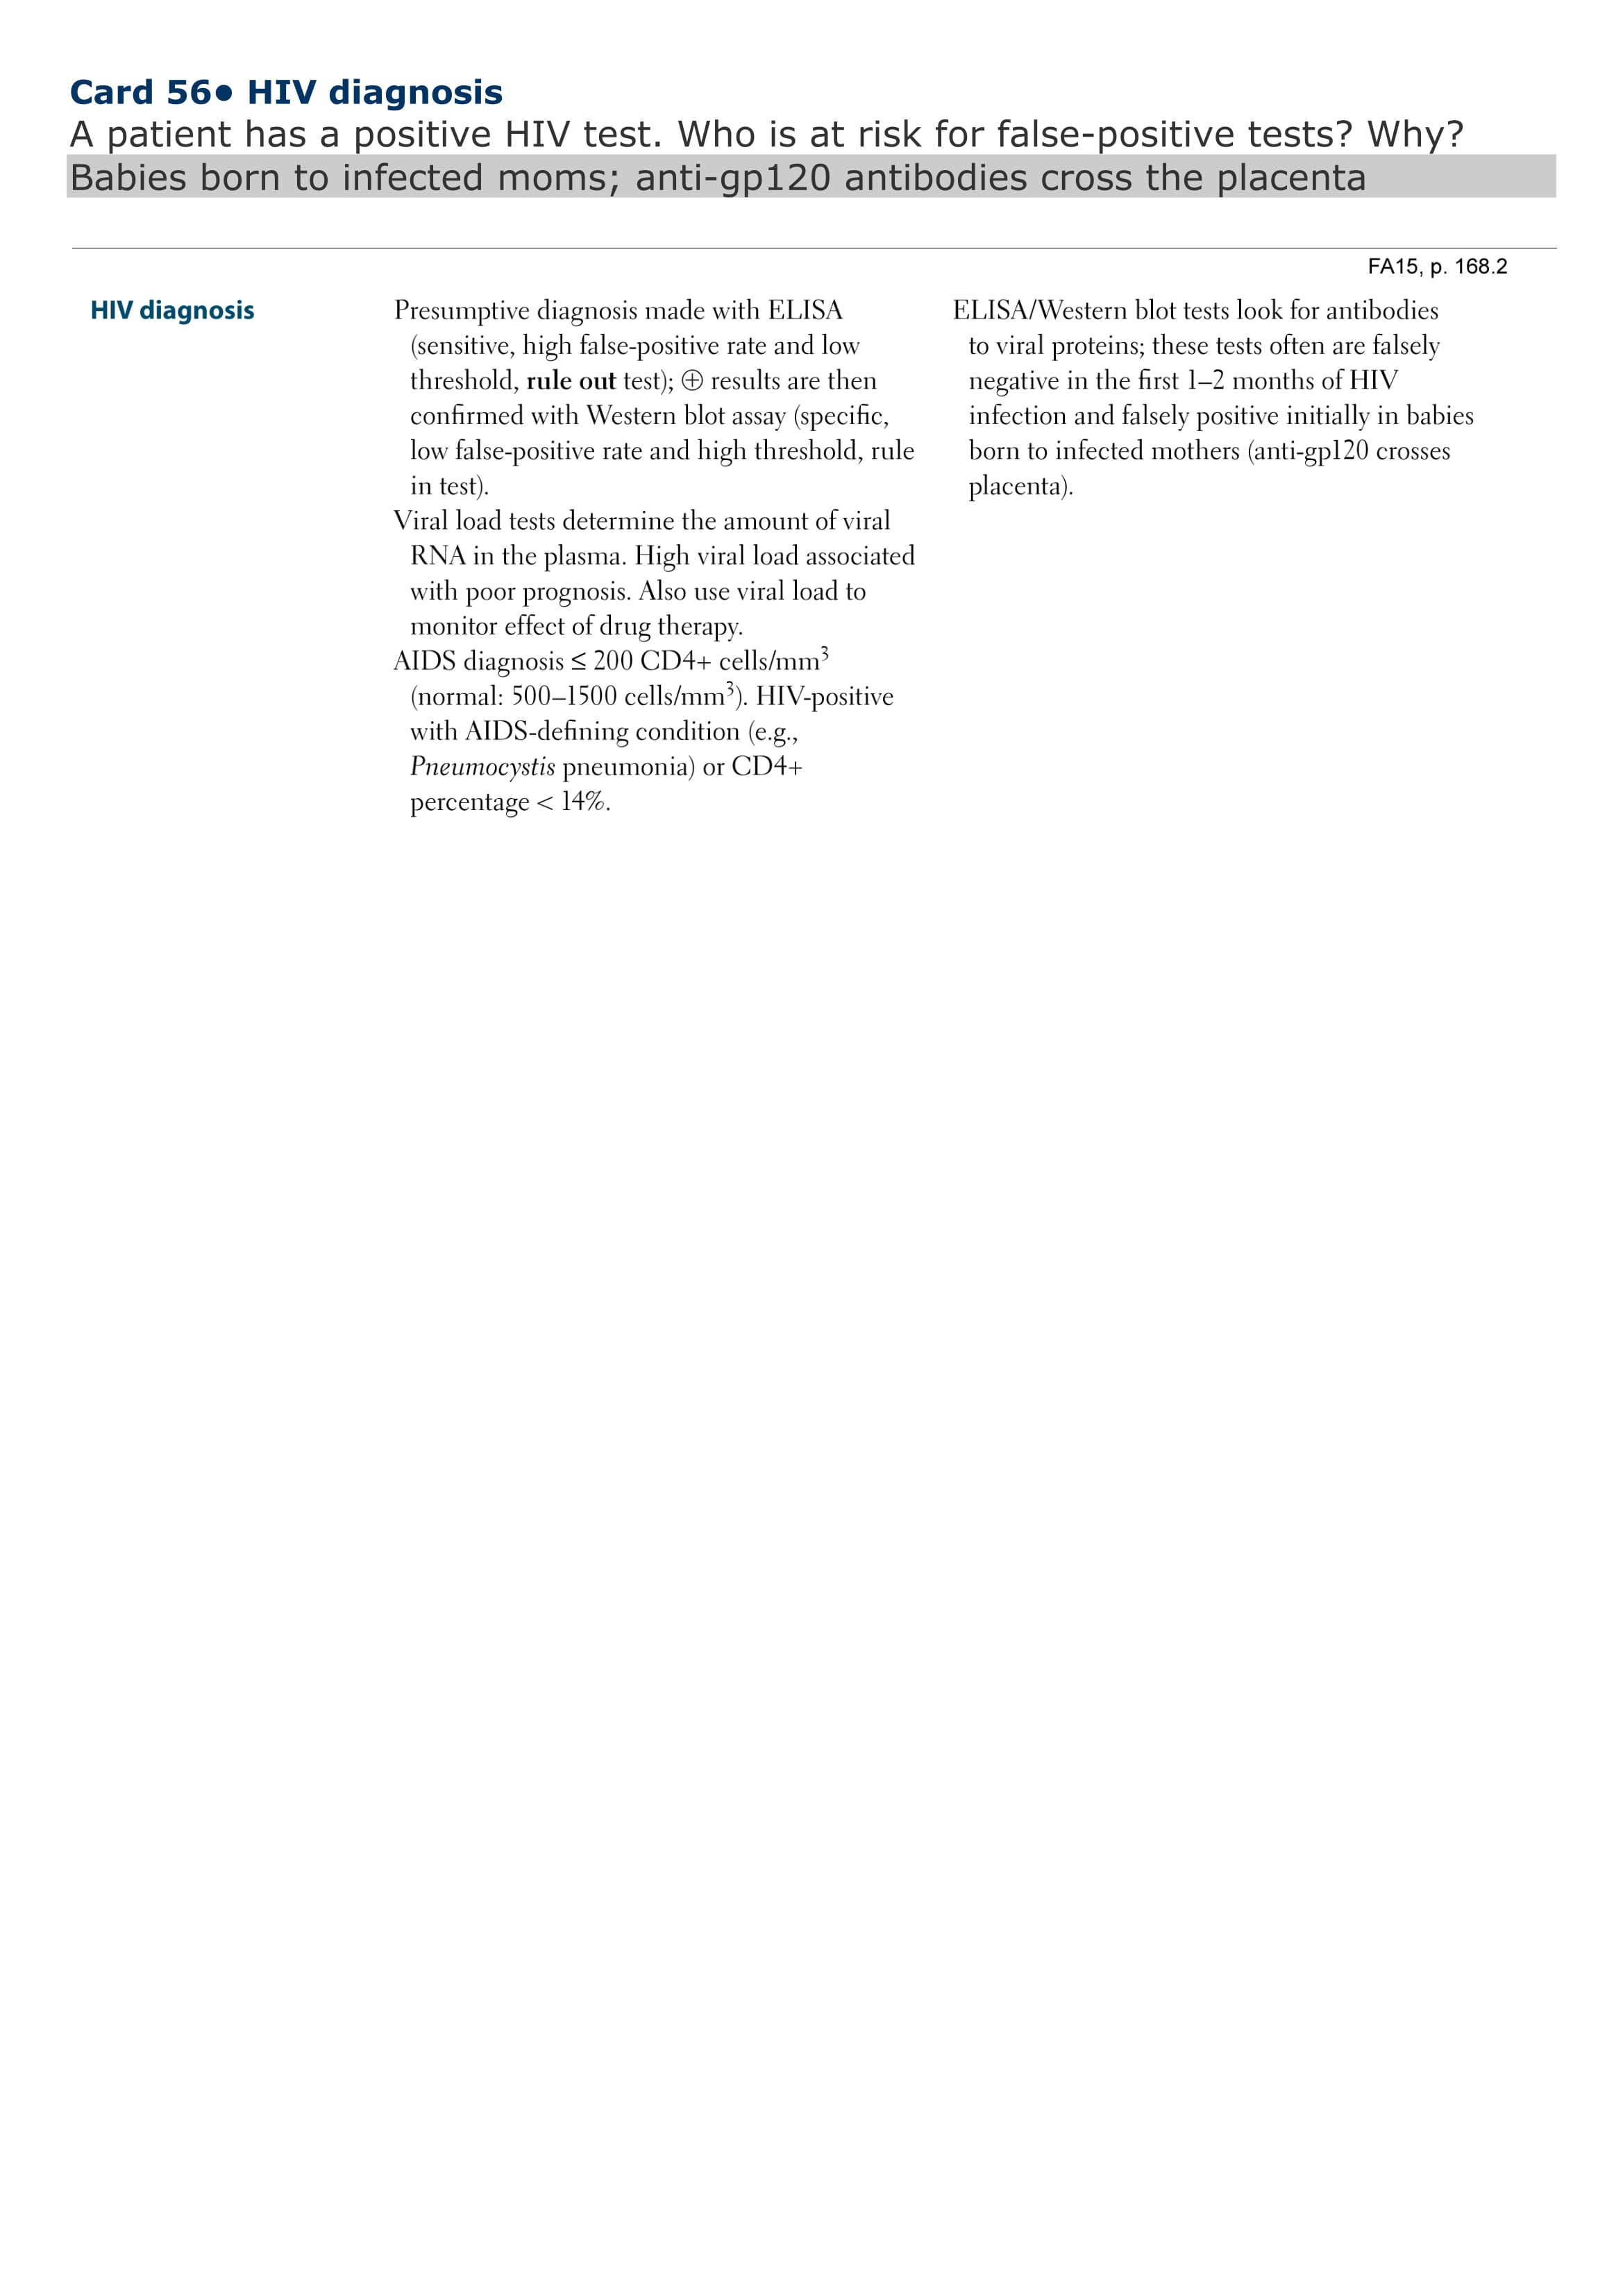 Card 56● HIV diagnosis
A patient has a positive HIV test. Who is at risk for false-positive tests? Why?
Babies born to infected moms; anti-gp120 antibodies cross the placenta
FA15, p. 168.2
HIV diagnosis
Presumptive diagnosis made with ELISA
(sensitive, high false-positive rate and low
threshold, rule out test); ⊕ results are then
confirmed with Western blot assay (specific,
low false-positive rate and high threshold, rule
in test).
Viral load tests determine the amount of viral
RNA in the plasma. High viral load associated
with poor prognosis. Also use viral load to
monitor effect of drug therapy.
AIDS diagnosis ≤ 200 CD4+ cells/mm³
(normal: 500–1500 cells/mm³). HIV-positive
with AIDS-defining condition (e.g.,
Pneumocystis pneumonia) or CD4+
percentage < 14%.
ELISA/Western blot tests look for antibodies
to viral proteins; these tests often are falsely
negative in the first 1–2 months of HIV
infection and falsely positive initially in babies
born to infected mothers (anti-gp120 crosses
placenta).